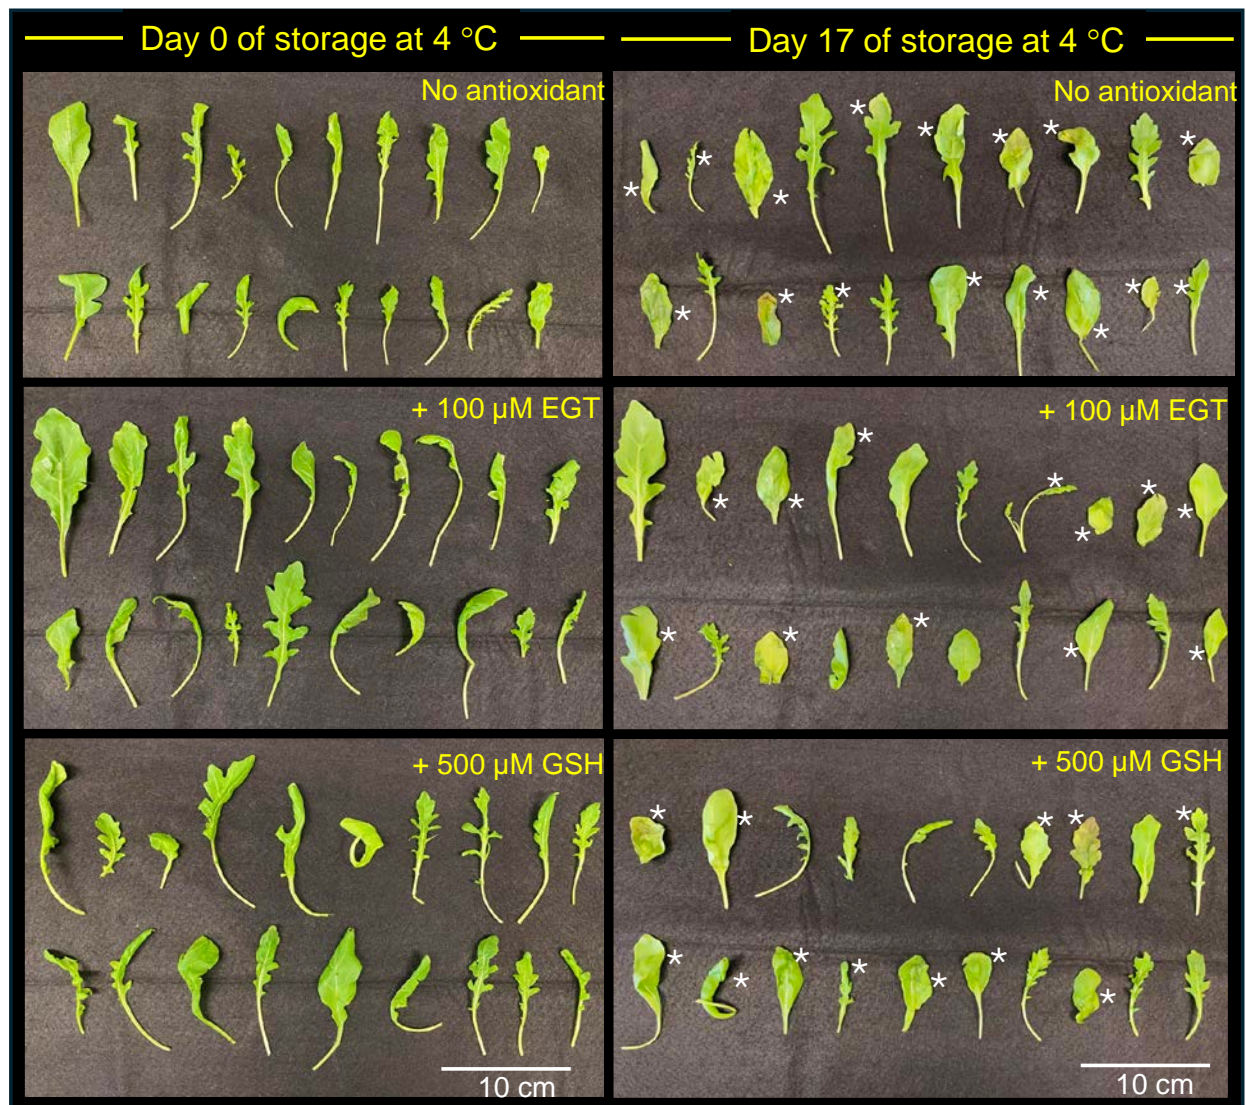 Day 0 of storage at 4 °C
Day 17 of storage at 4 °C
No antioxidant
No antioxidant
+ 100 µM EGT
+ 100 µM EGT
+ 500 µM GSH
+ 500 µM GSH
10 cm
10 cm